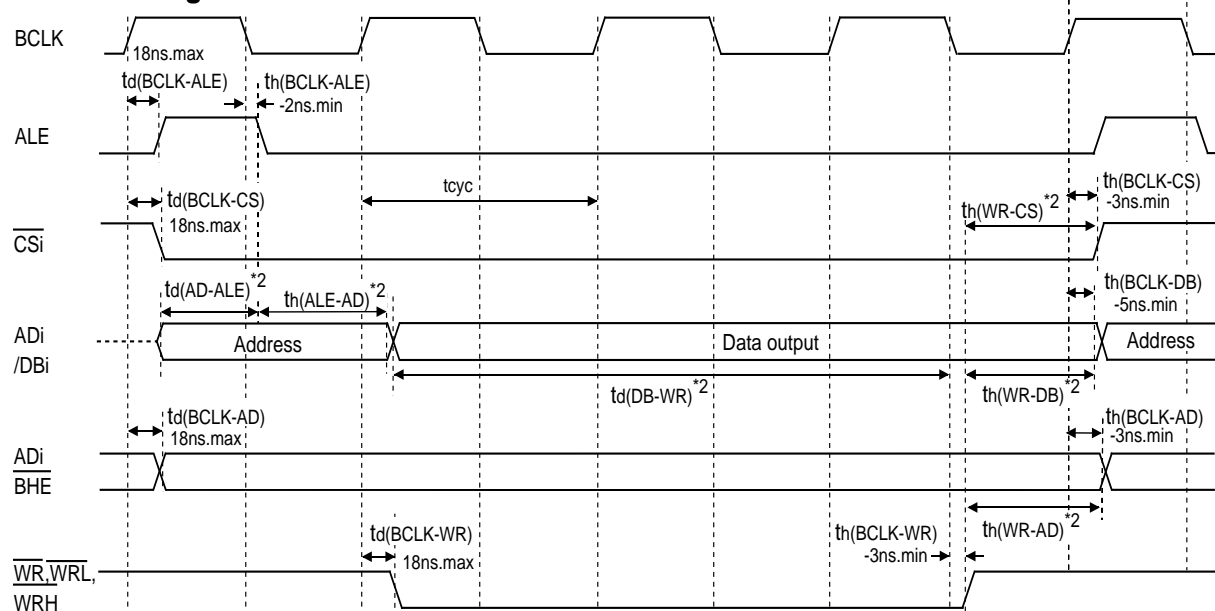 BCLK
18ns.max
td(BCLK-ALE)
th(BCLK-ALE)
-2ns.min
ALE
tcyc
td(BCLK-CS)
18ns.max
th(WR-CS)*2
th(BCLK-CS)
-3ns.min
CSi
td(AD-ALE)*2
th(ALE-AD)*2
th(BCLK-DB)
-5ns.min
ADi
/DBi
Address
Data output
Address
td(DB-WR)*2
th(WR-DB)*2
td(BCLK-AD)
18ns.max
th(BCLK-AD)
-3ns.min
ADi
BHE
td(BCLK-WR)
18ns.max
th(BCLK-WR)
-3ns.min
th(WR-AD)*2
WR,WRL,
WRH